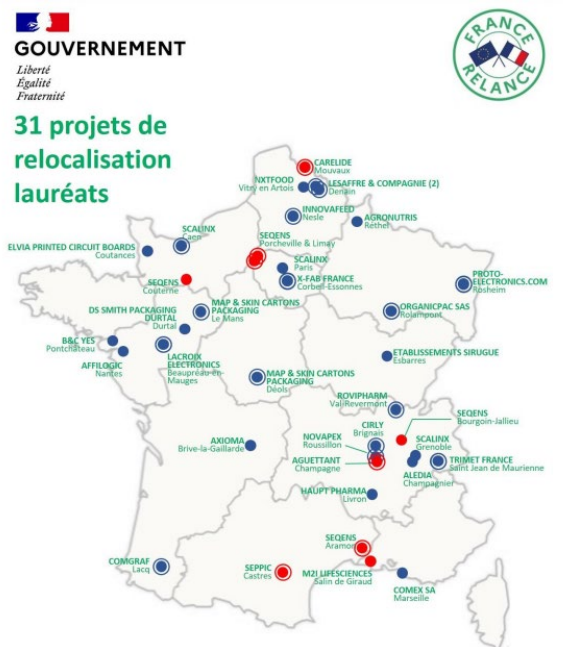 GOUVERNEMENT
Liberté
Égalité
Fraternité
FRANCE
RELANCE
31 projets de
relocalisation
lauréats
CARELIDE
Mouvaux
NXTFOOD
Vitry en Artois
LESAFFRE & COMPAGNIE (2)
Denain
INNOVAFEED
Nesle
AGRONUTRIS
Rethel
SCALINX
Caen
ELVIA PRINTED CIRCUIT BOARDS
Coutances
SEQENS
Porcheville & Limay
SCALINX
Paris
X-FAB FRANCE
Corbeil-Essonnes
PROTO-
ELECTRONICS.COM
Rosheim
SEQENS
Couterne
MAP & SKIN CARTONS
PACKAGING
Le Mans
ORGANICPAC SAS
Rolampont
DS SMITH PACKAGING
DURTAL
Durtal
B&C YES
Pontchateau
AFFILOGIC
Nantes
LACROIX
ELECTRONICS
Beaupréau-en-
Mauges
ETABLISSEMENTS SIRUGUE
Esbarres
MAP & SKIN CARTONS
PACKAGING
Déols
ROVIPHARM
Val-Revermont
SEQENS
Bourgoin-Jallieu
CIRLY
Brignais
NOVAPEX
Roussillon
SCALINX
Grenoble
AXIOMA
Brive-la-Gaillarde
AGUETTANT
Champagne
TRIMET FRANCE
Saint Jean de Maurienne
ALEDIA
Champagnier
HAUPT PHARMA
Livron
SEQENS
Aramon
COMGRAF
Lacq
SEPPIC
Castres
M2I LIFESCIENCES
Salin de Giraud
COMEX SA
Marseille